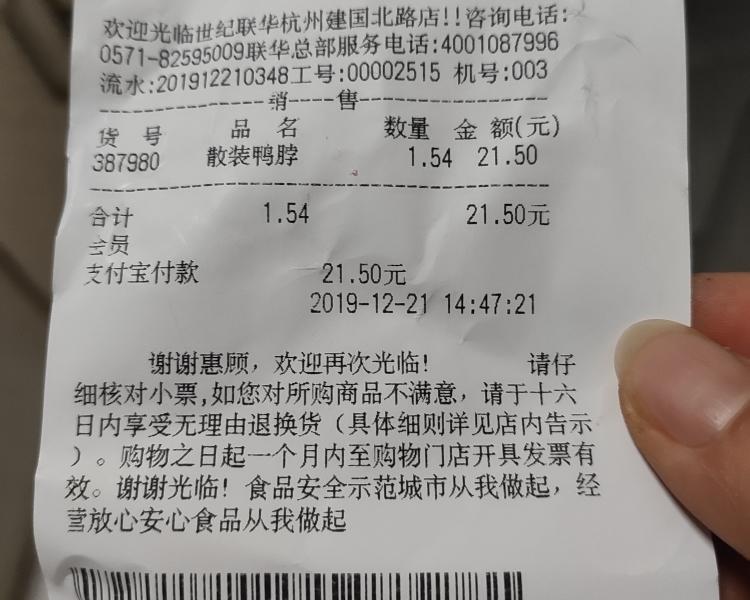 欢迎光临世纪联华杭州建国北路店!!咨询电话:
0571-82595009联华总部服务电话:4001087996
流水:201912210348工号:00002515 机号:003
--------------销----售----------------
货 号 品 名 数量 金 额(元)
387980 散装鸭脖 1.54 21.50
--------------------------------------
合计 1.54 21.50元
会员
支付宝付款 21.50元
2019-12-21 14:47:21
谢谢惠顾，欢迎再次光临! 请仔
细核对小票,如您对所购商品不满意，请于十六
日内享受无理由退换货（具体细则详见店内告示
）。购物之日起一个月内至购物门店开具发票有
效。谢谢光临! 食品安全示范城市从我做起，经
营放心安心食品从我做起